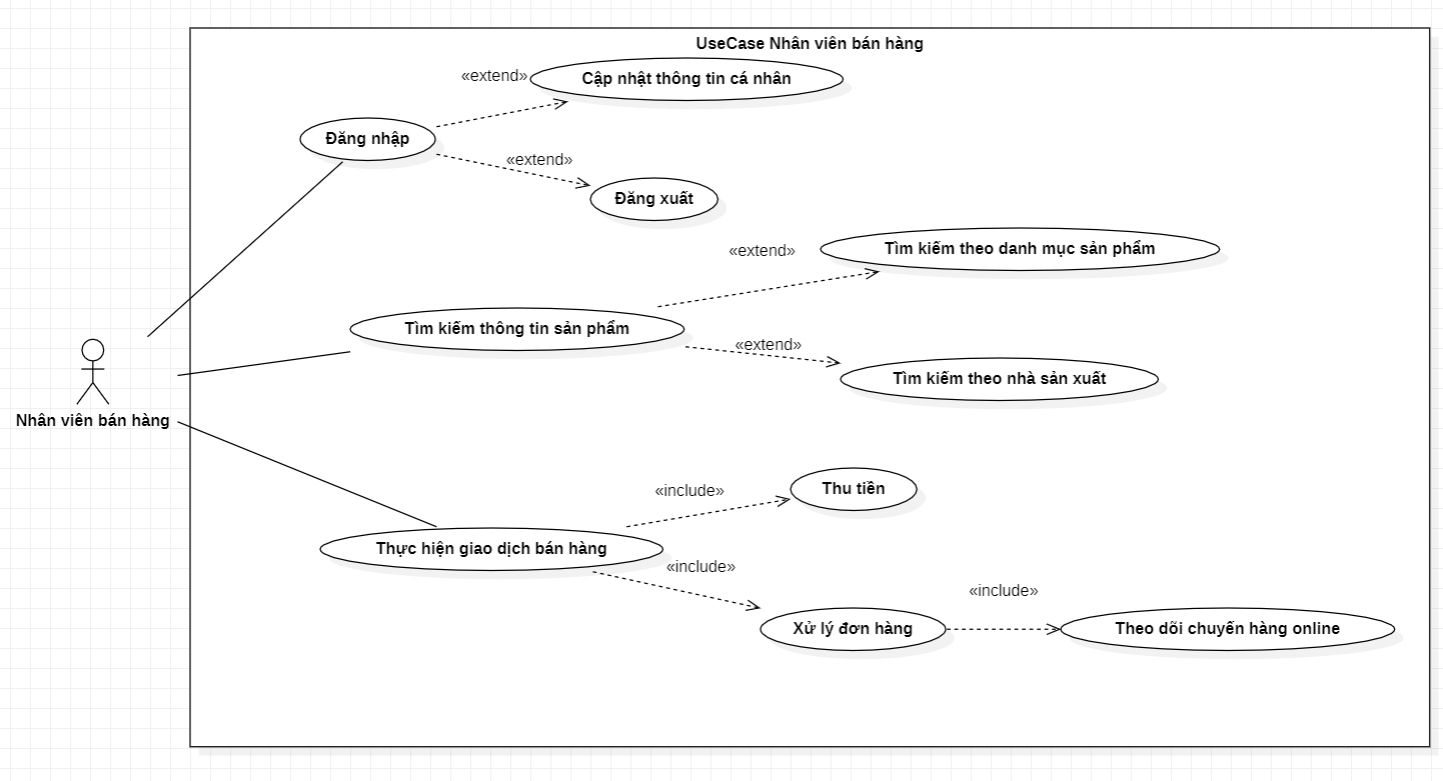 UseCase Nhân viên bán hàng
«extend»
Cập nhật thông tin cá nhân
Đăng nhập
«extend»
Đăng xuất
«extend»
Tìm kiếm theo danh mục sản phẩm
Tìm kiếm thông tin sản phẩm
«extend»
Tìm kiếm theo nhà sản xuất
Nhân viên bán hàng
«include»
Thu tiền
Thực hiện giao dịch bán hàng
«include»
«include»
Xử lý đơn hàng
Theo dõi chuyến hàng online